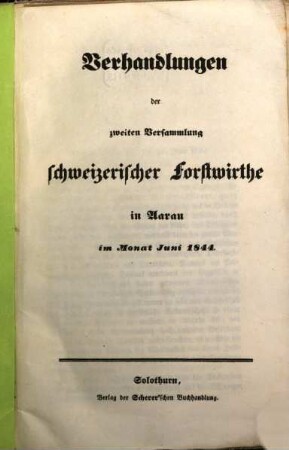 Verhandlungen
der
zweiten Versammlung
schweizerischer Forstwirthe
in Aarau
im Monat Juni 1844.
Solothurn,
Verlag der Scherer'schen Buchhandlung.